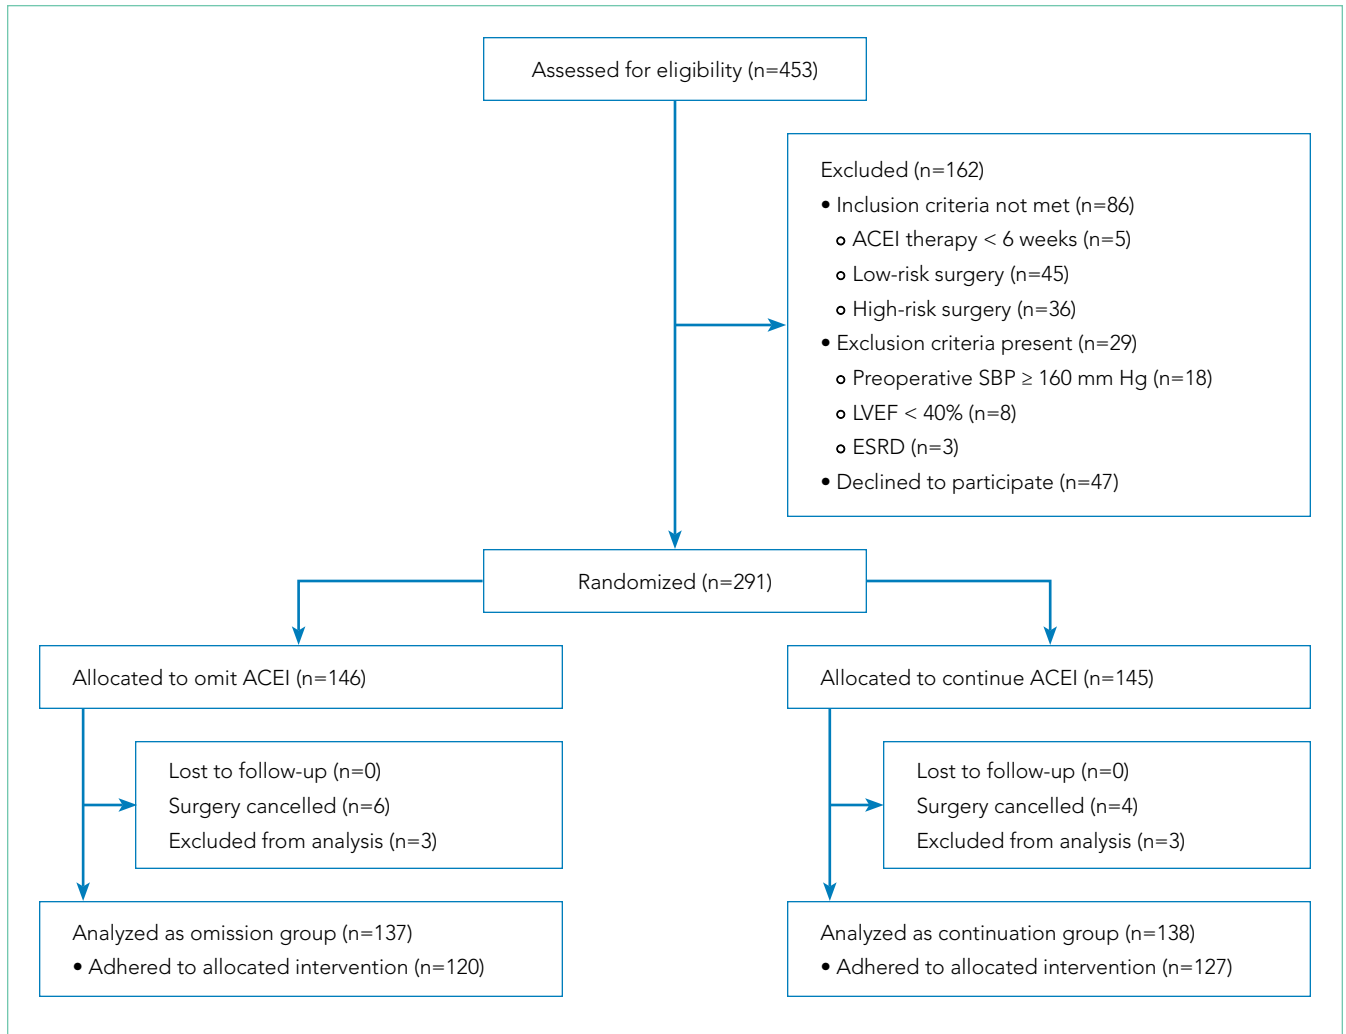 Assessed for eligibility (n=453)
Excluded (n=162)
• Inclusion criteria not met (n=86)
○ ACEI therapy < 6 weeks (n=5)
○ Low-risk surgery (n=45)
○ High-risk surgery (n=36)
• Exclusion criteria present (n=29)
○ Preoperative SBP ≥ 160 mm Hg (n=18)
○ LVEF < 40% (n=8)
○ ESRD (n=3)
• Declined to participate (n=47)
Randomized (n=291)
Allocated to omit ACEI (n=146)
Lost to follow-up (n=0)
Surgery cancelled (n=6)
Excluded from analysis (n=3)
Analyzed as omission group (n=137)
• Adhered to allocated intervention (n=120)
Allocated to continue ACEI (n=145)
Lost to follow-up (n=0)
Surgery cancelled (n=4)
Excluded from analysis (n=3)
Analyzed as continuation group (n=138)
• Adhered to allocated intervention (n=127)